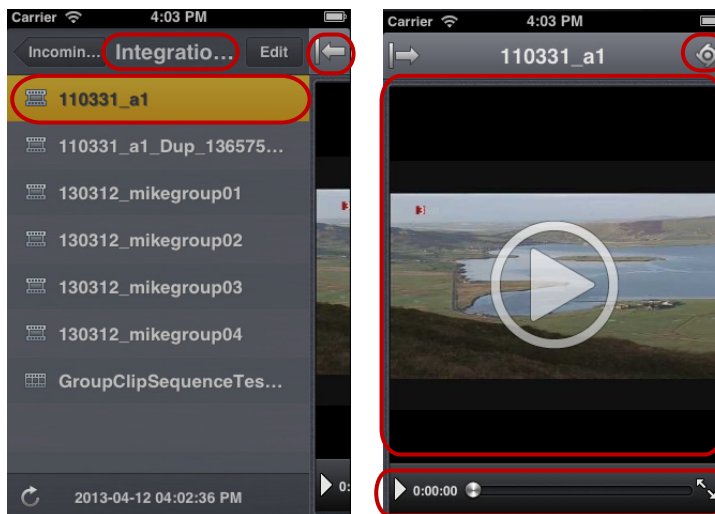 Carrier 4:03 PM
Incomin... Integratio... Edit
110331_a1
110331_a1_Dup_136575...
130312_mikegroup01
130312_mikegroup02
130312_mikegroup03
130312_mikegroup04
GroupClipSequenceTes...
2013-04-12 04:02:36 PM
0:
Carrier 4:03 PM
110331_a1
0:00:00